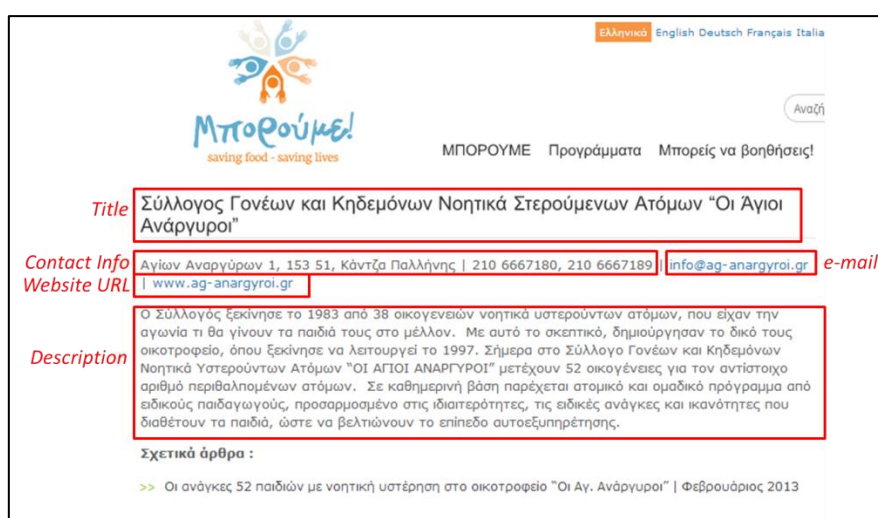 Ελληνικά English Deutsch Français Italia
Αναζή
Μπορούμε!
saving food - saving lives
ΜΠΟΡΟΥΜΕ Προγράμματα Μπορείς να βοηθήσεις!
Title
Σύλλογος Γονέων και Κηδεμόνων Νοητικά Στερούμενων Ατόμων “Οι Άγιοι
Ανάργυροι”
Contact Info Αγίων Αναργύρων 1, 153 51, Κάντζα Παλλήνης | 210 6667180, 210 6667189 | info@ag-anargyroi.gr e-mail
Website URL | www.ag-anargyroi.gr
Ο Σύλλογός ξεκίνησε το 1983 από 38 οικογενειών νοητικά υστερούντων ατόμων, που είχαν την
αγωνία τι θα γίνουν τα παιδιά τους στο μέλλον. Με αυτό το σκεπτικό, δημιούργησαν το δικό τους
Description οικοτροφείο, όπου ξεκίνησε να λειτουργεί το 1997. Σήμερα στο Σύλλογο Γονέων και Κηδεμόνων
Νοητικά Υστερούντων Ατόμων “ΟΙ ΑΓΙΟΙ ΑΝΑΡΓΥΡΟΙ” μετέχουν 52 οικογένειες για τον αντίστοιχο
αριθμό περιθαλπομένων ατόμων. Σε καθημερινή βάση παρέχεται ατομικό και ομαδικό πρόγραμμα από
ειδικούς παιδαγωγούς, προσαρμοσμένο στις ιδιαιτερότητες, τις ειδικές ανάγκες και ικανότητες που
διαθέτουν τα παιδιά, ώστε να βελτιώνουν το επίπεδο αυτοεξυπηρέτησης.
Σχετικά άρθρα :
>> Οι ανάγκες 52 παιδιών με νοητική υστέρηση στο οικοτροφείο “Οι Αγ. Ανάργυροι” | Φεβρουάριος 2013